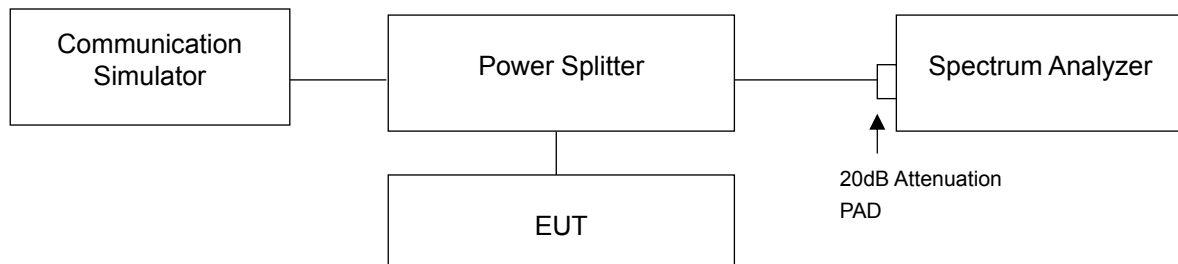 Communication
Simulator
Power Splitter
Spectrum Analyzer
20dB Attenuation
PAD
EUT